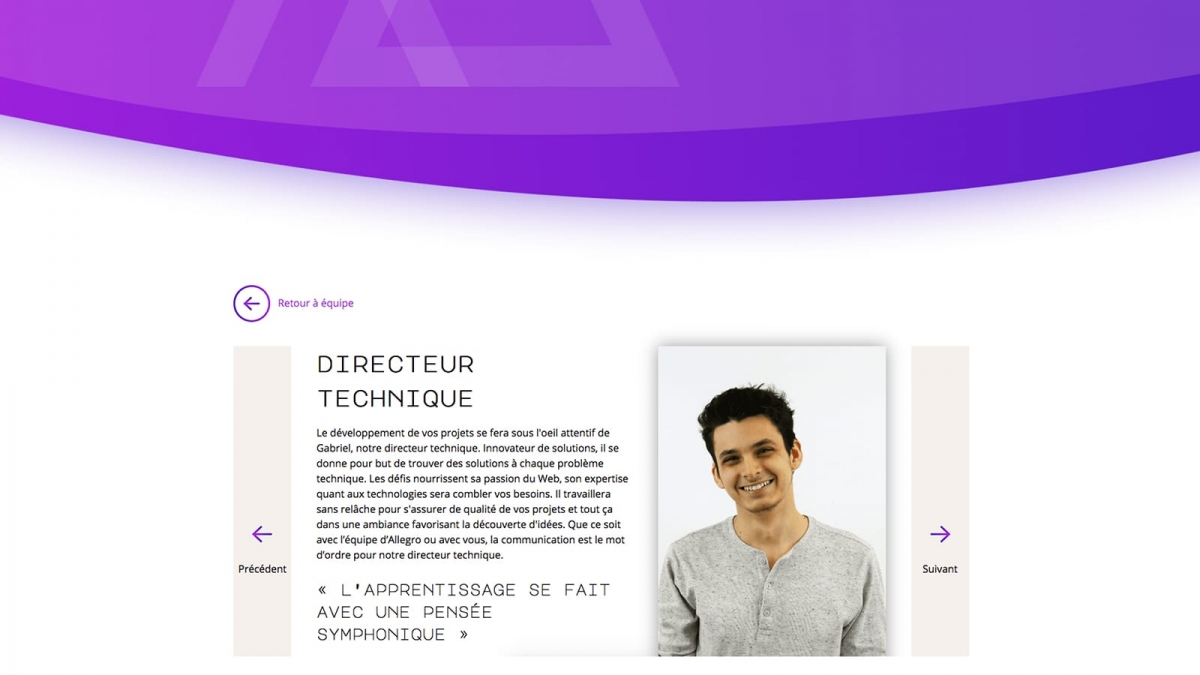 Retour à équipe
DIRECTEUR
TECHNIQUE
Le développement de vos projets se fera sous l'oeil attentif de
Gabriel, notre directeur technique. Innovateur de solutions, il se
donne pour but de trouver des solutions à chaque problème
technique. Les défis nourrissent sa passion du Web, son expertise
quant aux technologies sera combler vos besoins. Il travaillera
sans relâche pour s'assurer de qualité de vos projets et tout ça
dans une ambiance favorisant la découverte d'idées. Que ce soit
avec l'équipe d'Allegro ou avec vous, la communication est le mot
d'ordre pour notre directeur technique.
« L'APPRENTISSAGE SE FAIT
AVEC UNE PENSÉE
SYMPHONIQUE »
Précédent
Suivant